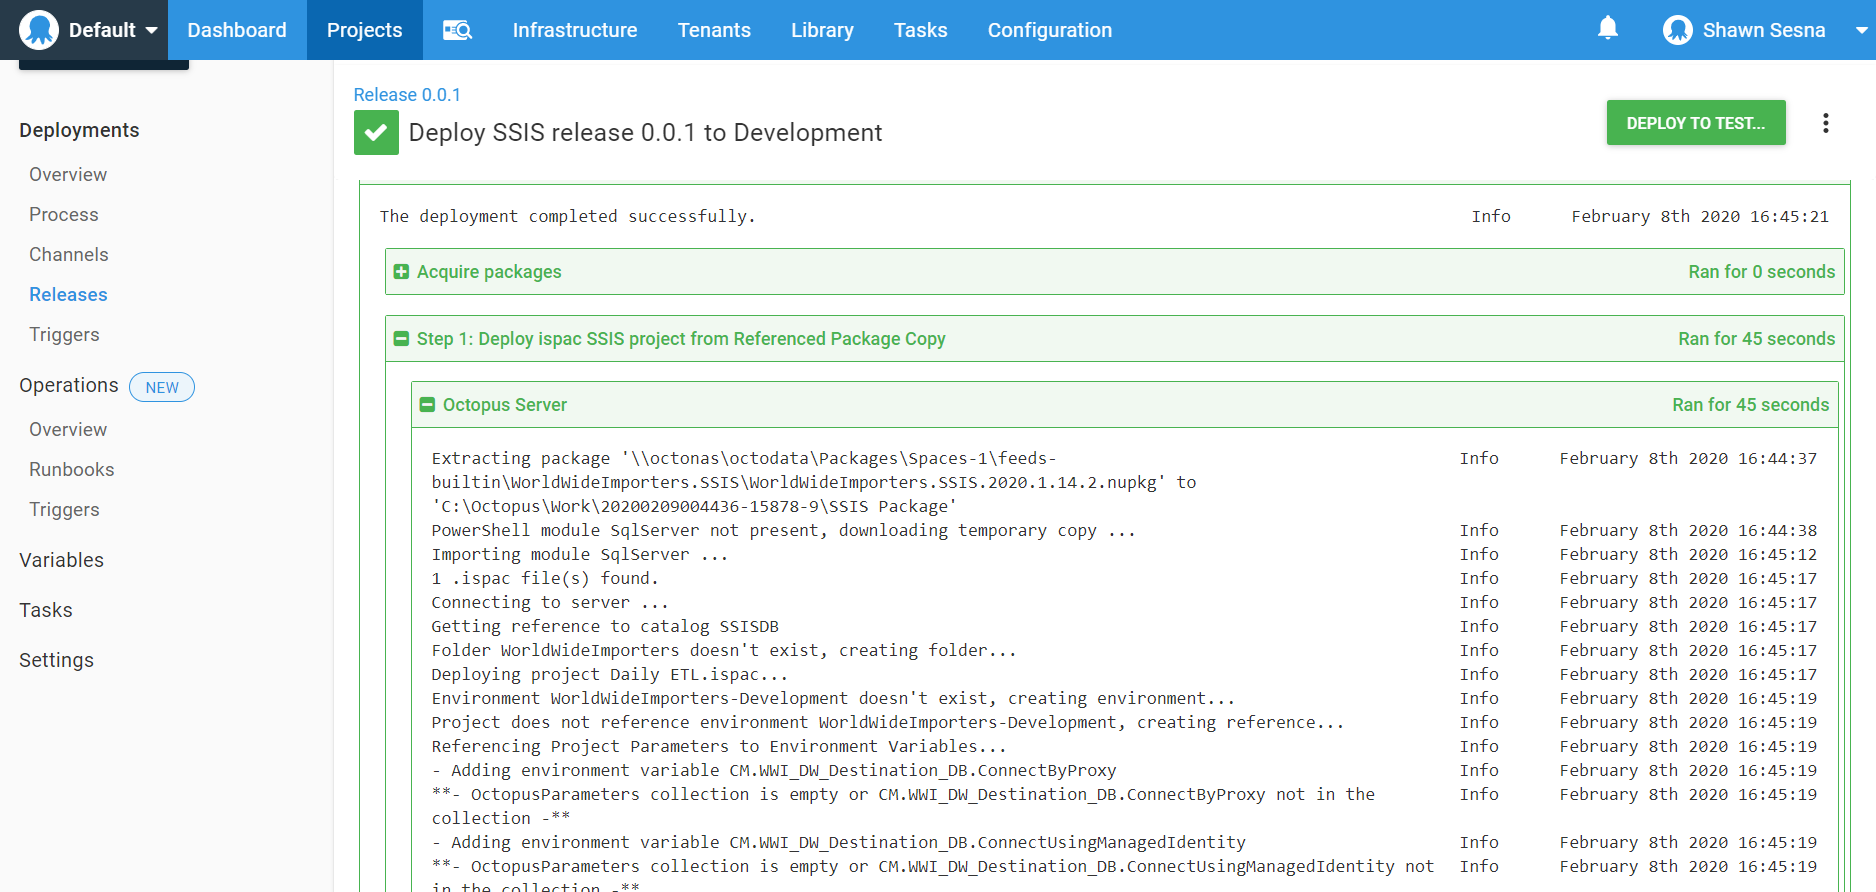 Default
Dashboard
Projects
Infrastructure
Tenants
Library
Tasks
Configuration
Shawn Sesna
Deployments
Overview
Process
Channels
Releases
Triggers
Operations NEW
Overview
Runbooks
Triggers
Variables
Tasks
Settings
Release 0.0.1
Deploy SSIS release 0.0.1 to Development
DEPLOY TO TEST...
The deployment completed successfully. Info February 8th 2020 16:45:21
Acquire packages Ran for 0 seconds
Step 1: Deploy ispac SSIS project from Referenced Package Copy Ran for 45 seconds
Octopus Server Ran for 45 seconds
Extracting package '\\octonas\octodata\Packages\Spaces-1\feeds- Info February 8th 2020 16:44:37
builtin\WorldWideImporters.SSIS\WorldWideImporters.SSIS.2020.1.14.2.nupkg' to
'C:\Octopus\Work\20200209004436-15878-9\SSIS Package'
PowerShell module SqlServer not present, downloading temporary copy ... Info February 8th 2020 16:44:38
Importing module SqlServer ... Info February 8th 2020 16:45:12
1 .ispac file(s) found. Info February 8th 2020 16:45:17
Connecting to server ... Info February 8th 2020 16:45:17
Getting reference to catalog SSISDB Info February 8th 2020 16:45:17
Folder WorldWideImporters doesn't exist, creating folder... Info February 8th 2020 16:45:17
Deploying project Daily ETL.ispac... Info February 8th 2020 16:45:17
Environment WorldWideImporters-Development doesn't exist, creating environment... Info February 8th 2020 16:45:19
Project does not reference environment WorldWideImporters-Development, creating reference... Info February 8th 2020 16:45:19
Referencing Project Parameters to Environment Variables... Info February 8th 2020 16:45:19
- Adding environment variable CM.WWI_DW_Destination_DB.ConnectByProxy Info February 8th 2020 16:45:19
**- OctopusParameters collection is empty or CM.WWI_DW_Destination_DB.ConnectByProxy not in the Info February 8th 2020 16:45:19
collection -**
- Adding environment variable CM.WWI_DW_Destination_DB.ConnectUsingManagedIdentity Info February 8th 2020 16:45:19
**- OctopusParameters collection is empty or CM.WWI_DW_Destination_DB.ConnectUsingManagedIdentity not Info February 8th 2020 16:45:19
in the collection -**